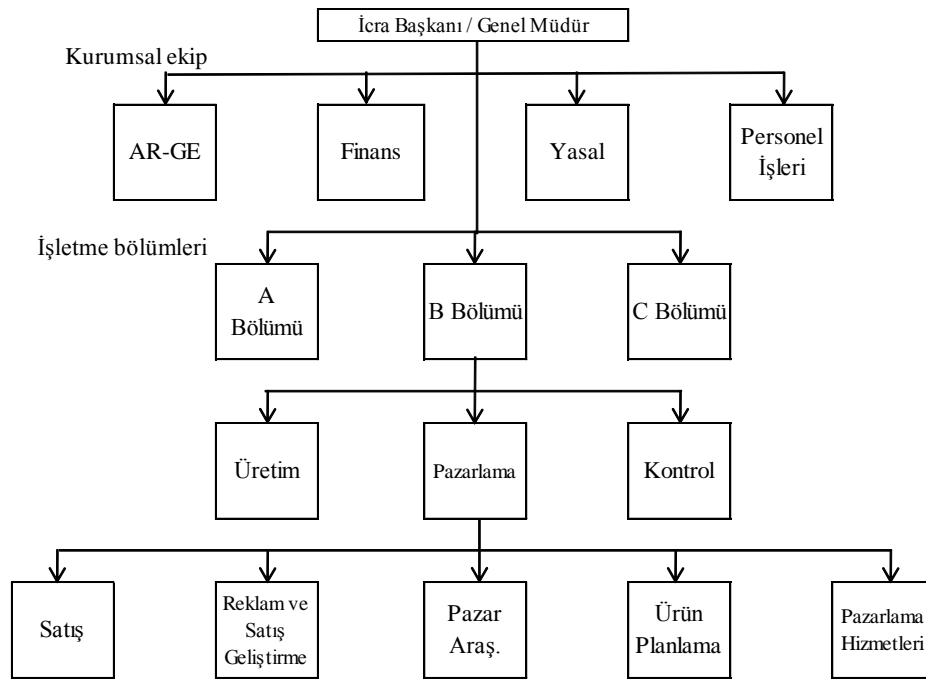 İcra Başkanı / Genel Müdür
Kurumsal ekip
AR-GE
Finans
Yasal
Personel
İşleri
İşletme bölümleri
A
Bölümü
B Bölümü
C Bölümü
Üretim
Pazarlama
Kontrol
Satış
Reklam ve
Satış
Geliştirme
Pazar
Araş.
Ürün
Planlama
Pazarlama
Hizmetleri